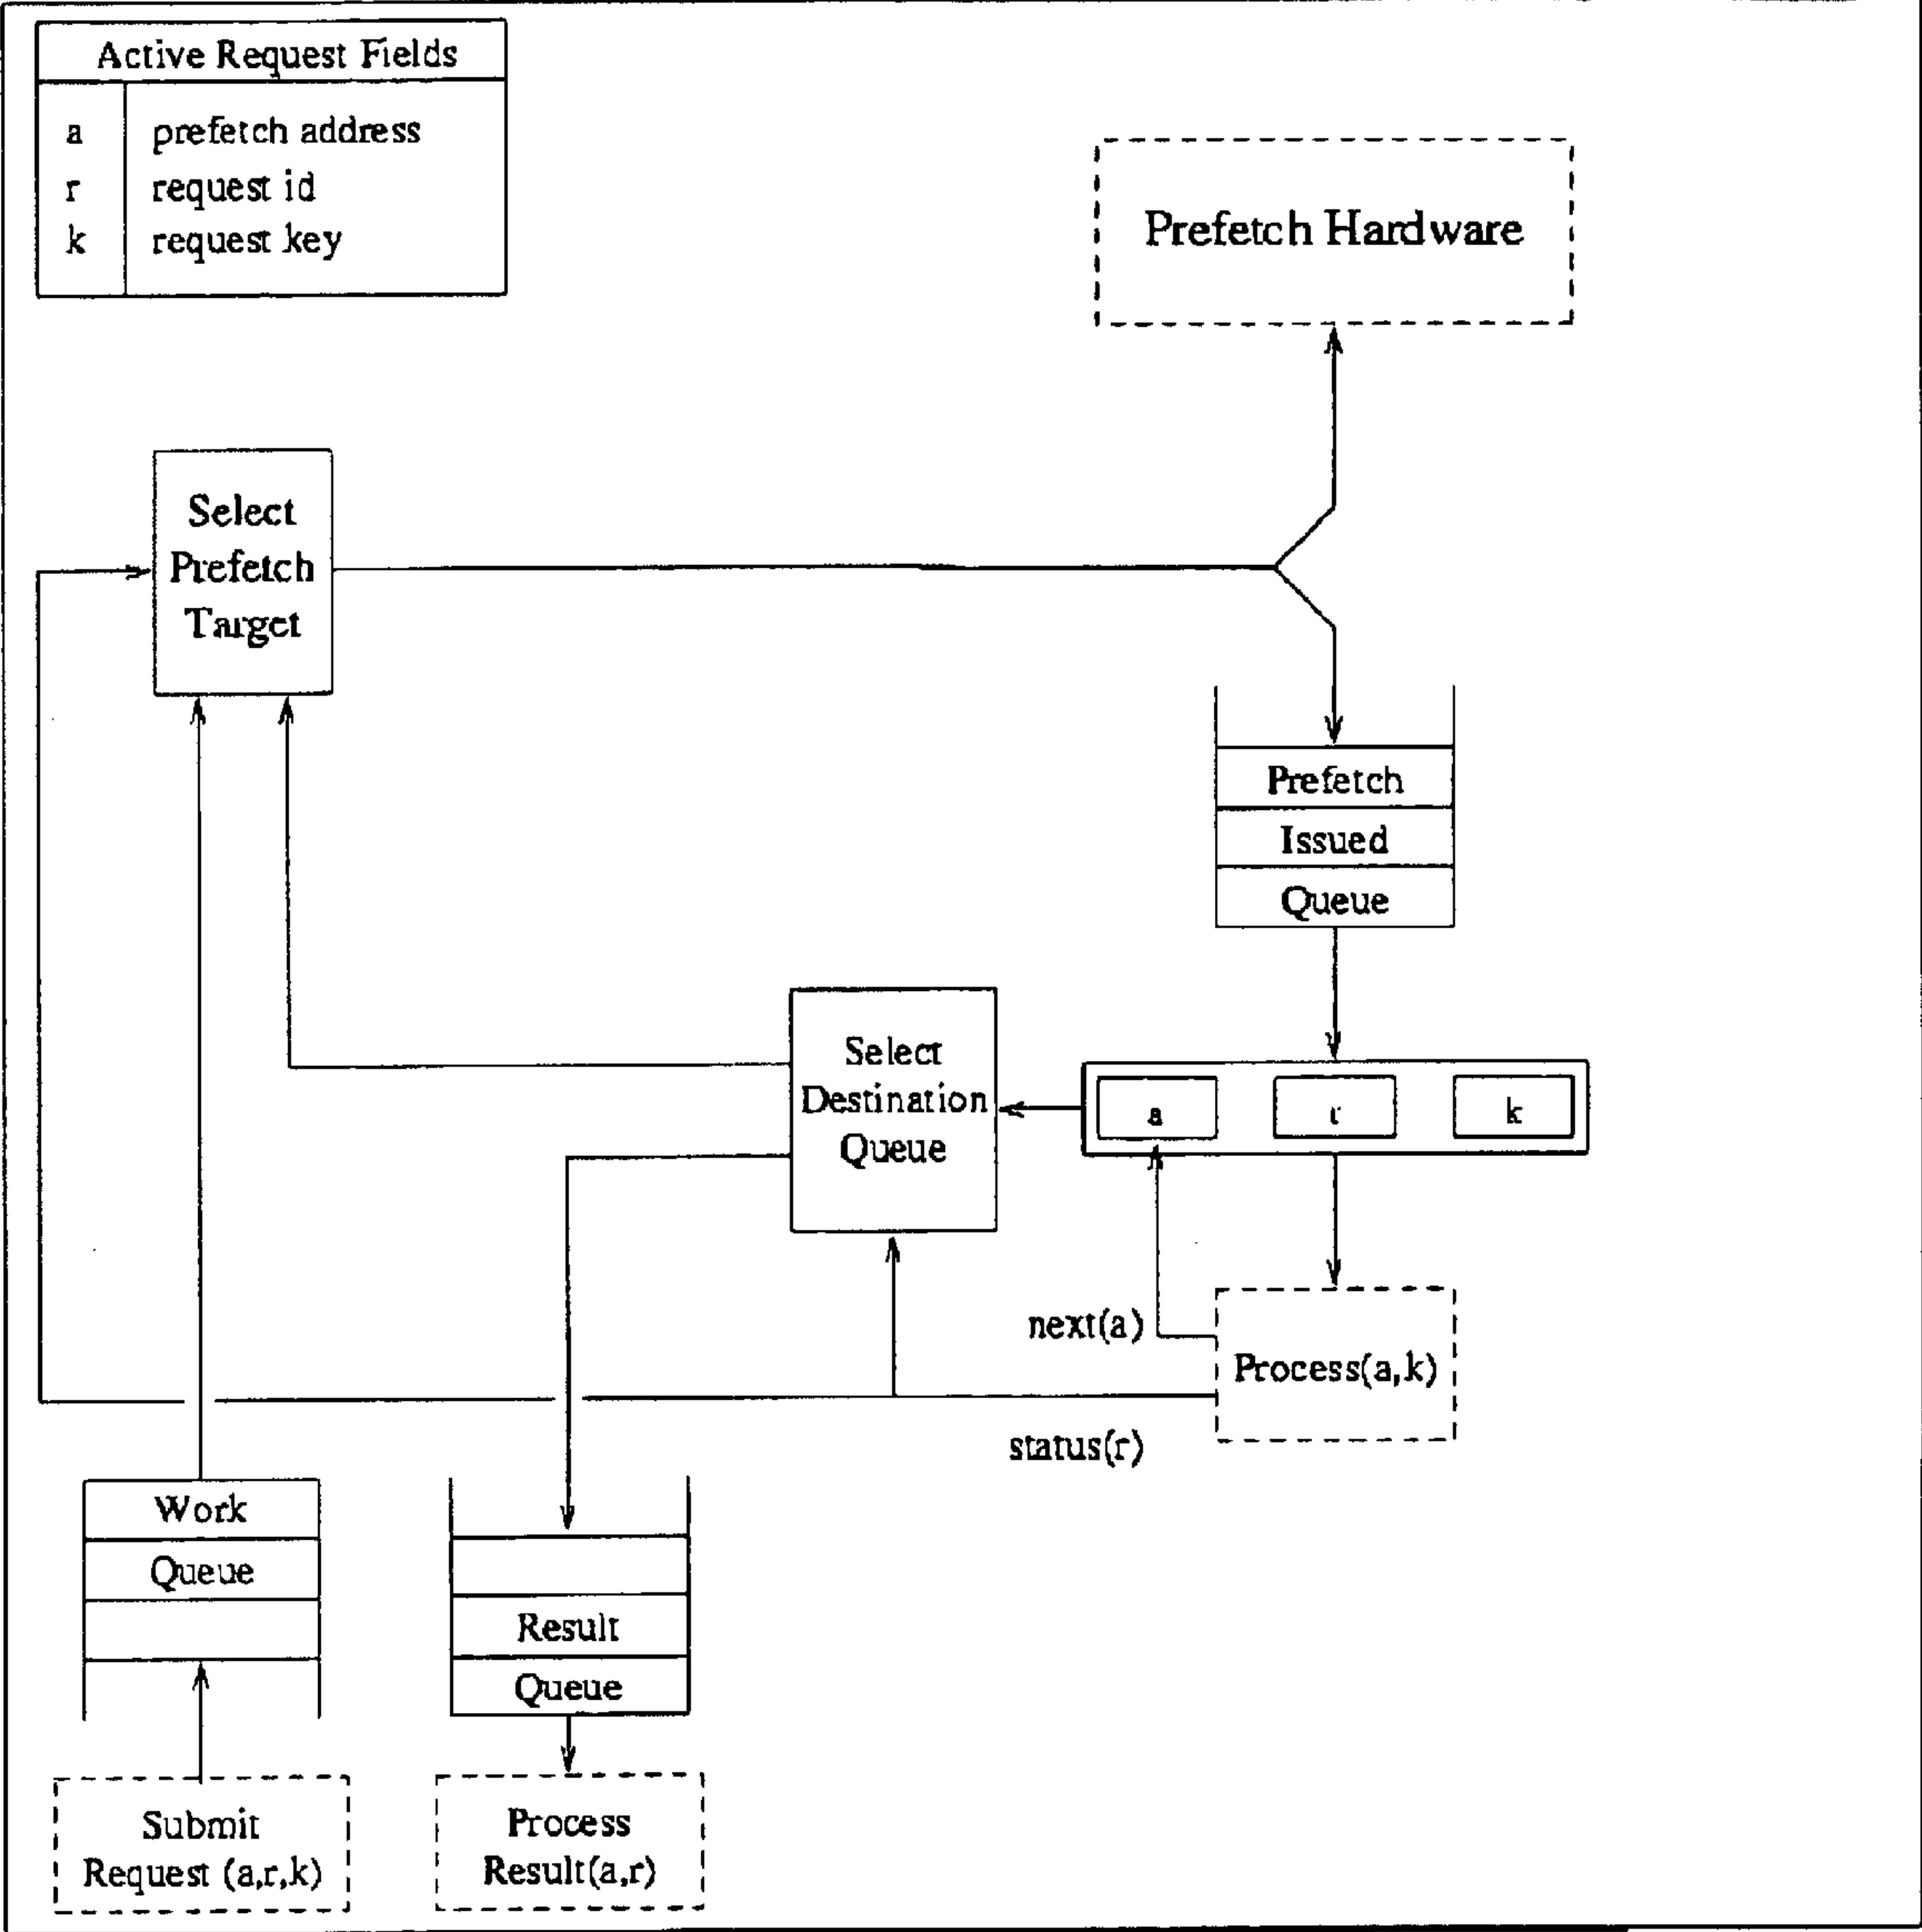 Active Request Fields
a prefetch address
r request id
k request key
Prefetch Hardware
Select
Prefetch
Target
Prefetch
Issued
Queue
Select
Destination
Queue
a r k
next(a)
Process(a,k)
status(r)
Work
Queue
Result
Queue
Submit
Request (a,r,k)
Process
Result(a,r)